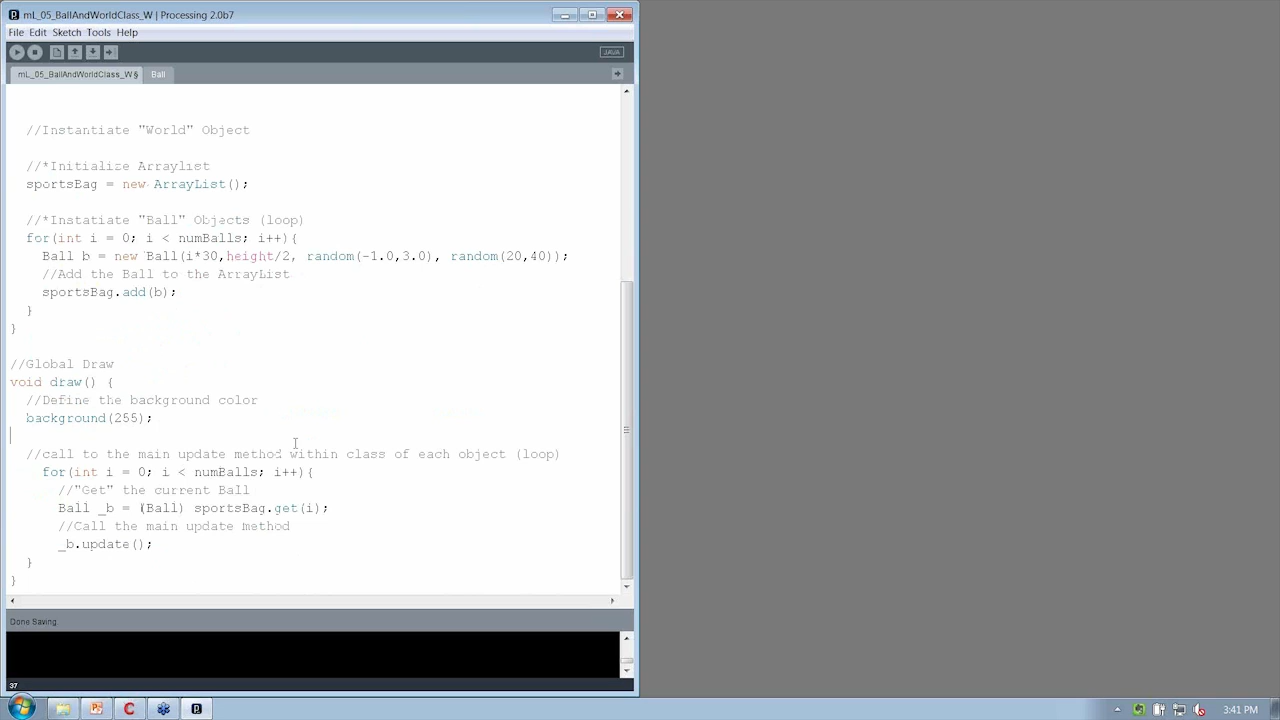 mL_05_BallAndWorldClass_W | Processing 2.0b7
File Edit Sketch Tools Help
JAVA
mL_05_BallAndWorldClass_W § Ball
//Instantiate "World" Object
//*Initialize Arraylist
sportsBag = new ArrayList();
//*Instatiate "Ball" Objects (loop)
for(int i = 0; i < numBalls; i++){
Ball b = new Ball(i*30,height/2, random(-1.0,3.0), random(20,40));
//Add the Ball to the ArrayList
sportsBag.add(b);
}
}
//Global Draw
void draw() {
//Define the background color
background(255);
//call to the main update method within class of each object (loop)
for(int i = 0; i < numBalls; i++){
//"Get" the current Ball
Ball _b = (Ball) sportsBag.get(i);
//Call the main update method
_b.update();
}
}
Done Saving
37
3:41 PM